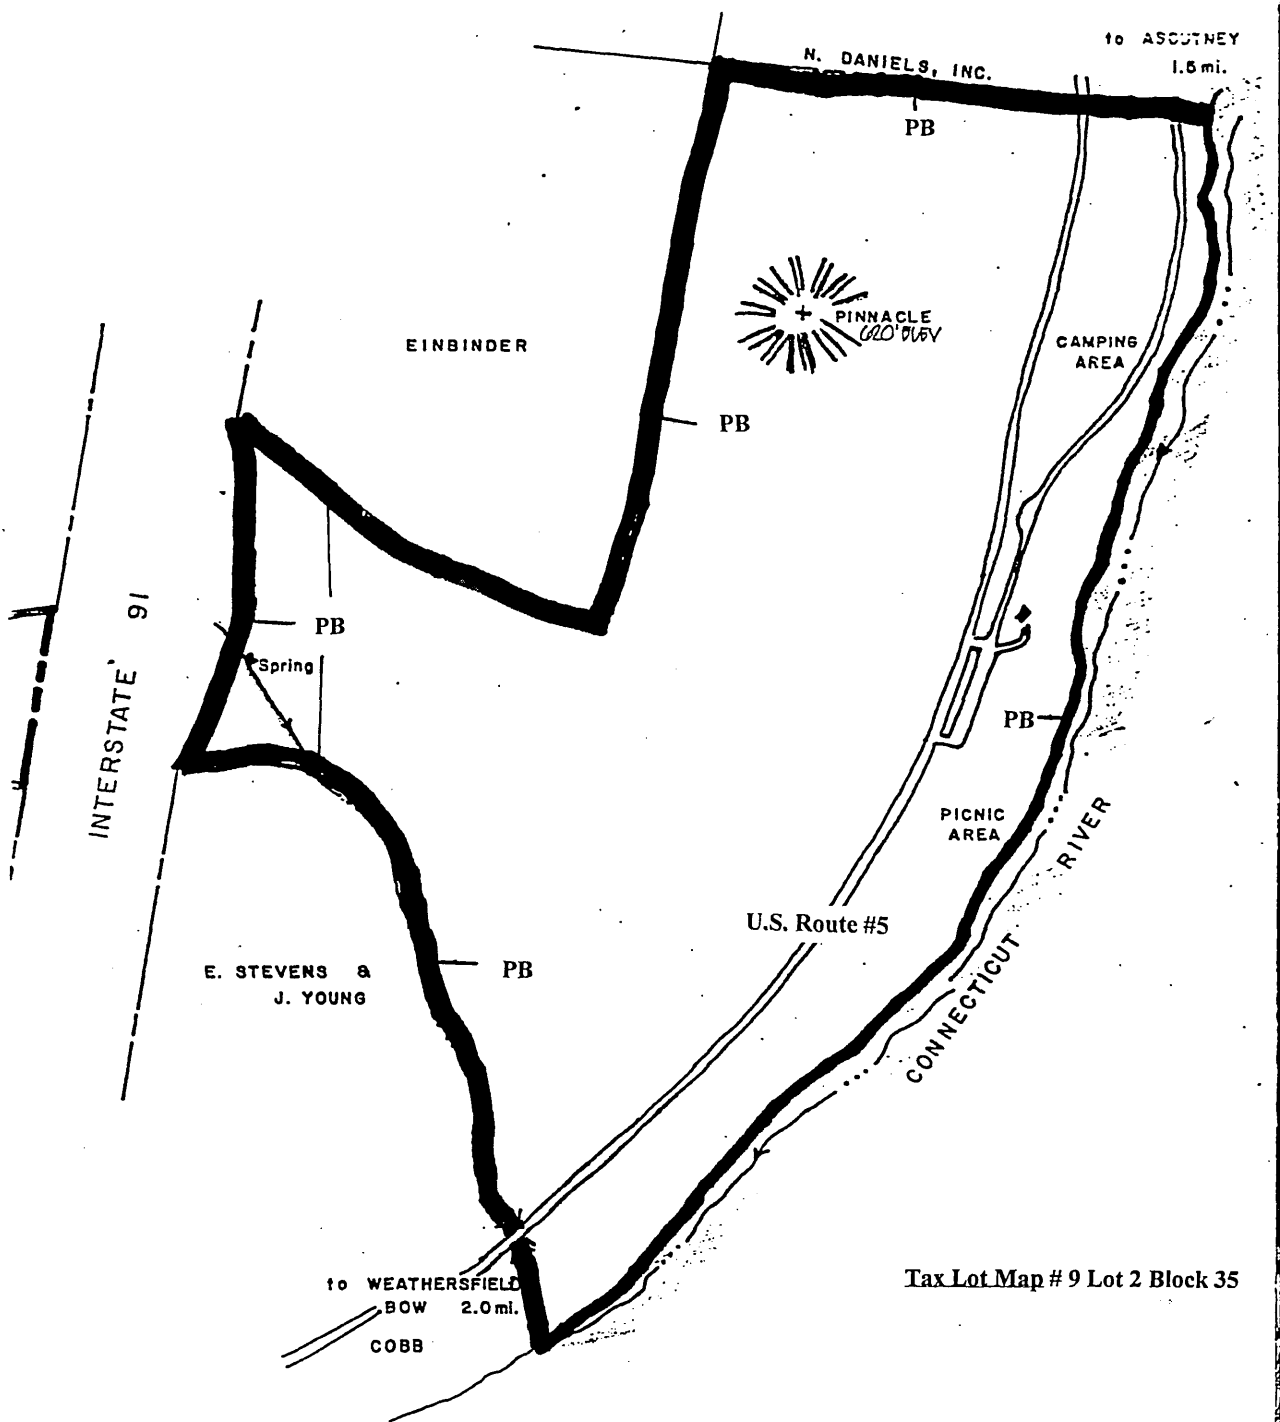 to ASCUTNEY
1.5 mi.
N. DANIELS, INC.
PB
PINNACLE
620' elev
EINBINDER
CAMPING
AREA
PB
INTERSTATE 91
PB
Spring
PB
PICNIC
AREA
CONNECTICUT RIVER
U.S. Route #5
E. STEVENS &
J. YOUNG
PB
to WEATHERSFIELD
BOW 2.0 mi.
COBB
Tax Lot Map # 9 Lot 2 Block 35